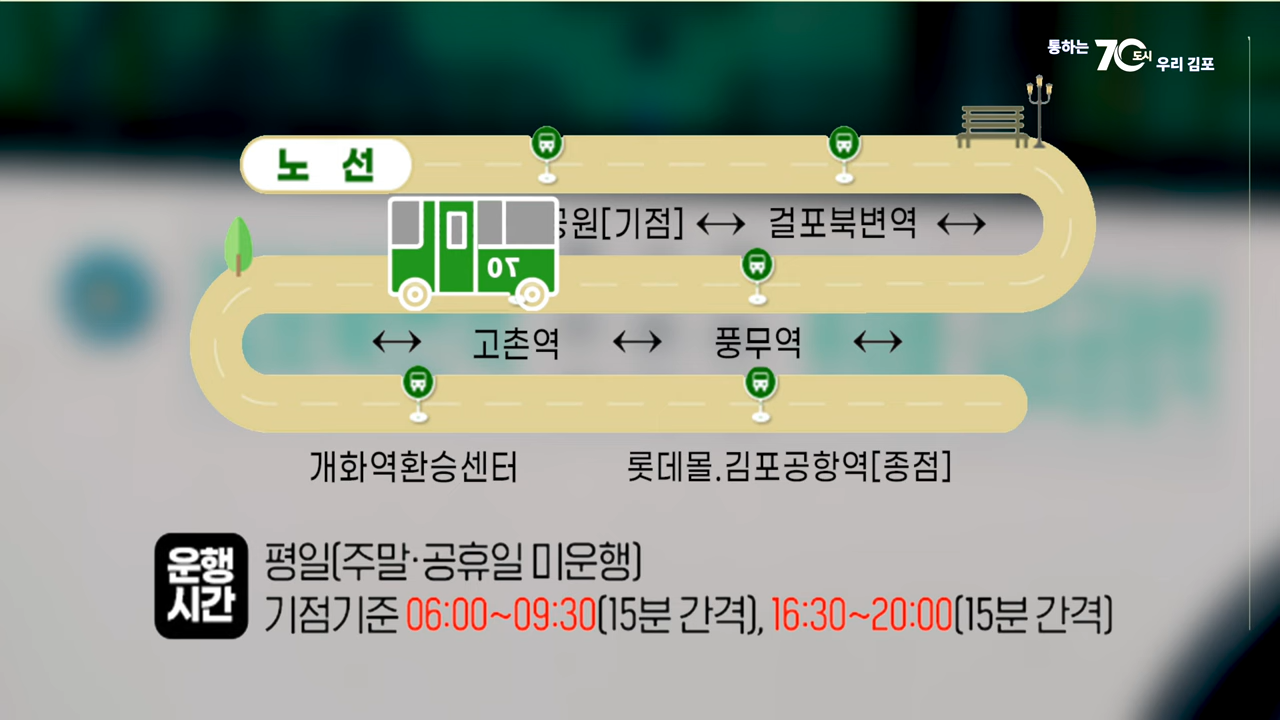 통하는 70도시 우리 김포
노 선
공원[기점] ↔ 걸포북변역 ↔
07
↔ 고촌역 ↔ 풍무역 ↔
개화역환승센터 롯데몰.김포공항역[종점]
운행
시간
평일(주말·공휴일 미운행)
기점기준 06:00~09:30(15분 간격), 16:30~20:00(15분 간격)